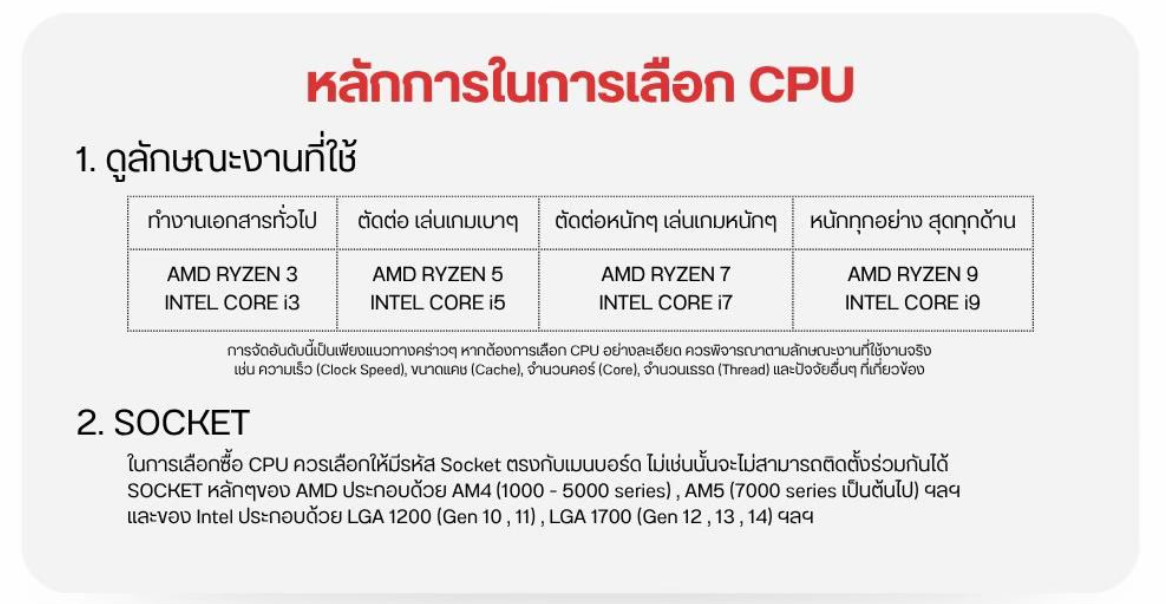 หลักการในการเลือก CPU
1. ดูลักษณะงานที่ใช้
ทำงานเอกสารทั่วไป ตัดต่อ เล่นเกมเบาๆ ตัดต่อหนักๆ เล่นเกมหนักๆ หนักทุกอย่าง สุดทุกด้าน
AMD RYZEN 3 AMD RYZEN 5 AMD RYZEN 7 AMD RYZEN 9
INTEL CORE i3 INTEL CORE i5 INTEL CORE i7 INTEL CORE i9
การจัดอันดับนี้เป็นเพียงแนวทางคร่าวๆ หากต้องการเลือก CPU อย่างละเอียด ควรพิจารณาตามลักษณะงานที่ใช้งานจริง
เช่น ความเร็ว (Clock Speed), ขนาดแคช (Cache), จำนวนคอร์ (Core), จำนวนเธรด (Thread) และปัจจัยอื่นๆ ที่เกี่ยวข้อง
2. SOCKET
ในการเลือกซื้อ CPU ควรเลือกให้มีรหัส Socket ตรงกับเมนบอร์ด ไม่เช่นนั้นจะไม่สามารถติดตั้งร่วมกันได้
SOCKET หลักๆของ AMD ประกอบด้วย AM4 (1000 - 5000 series) , AM5 (7000 series เป็นต้นไป) ฯลฯ
และของ Intel ประกอบด้วย LGA 1200 (Gen 10 , 11) , LGA 1700 (Gen 12 , 13 , 14) ฯลฯ